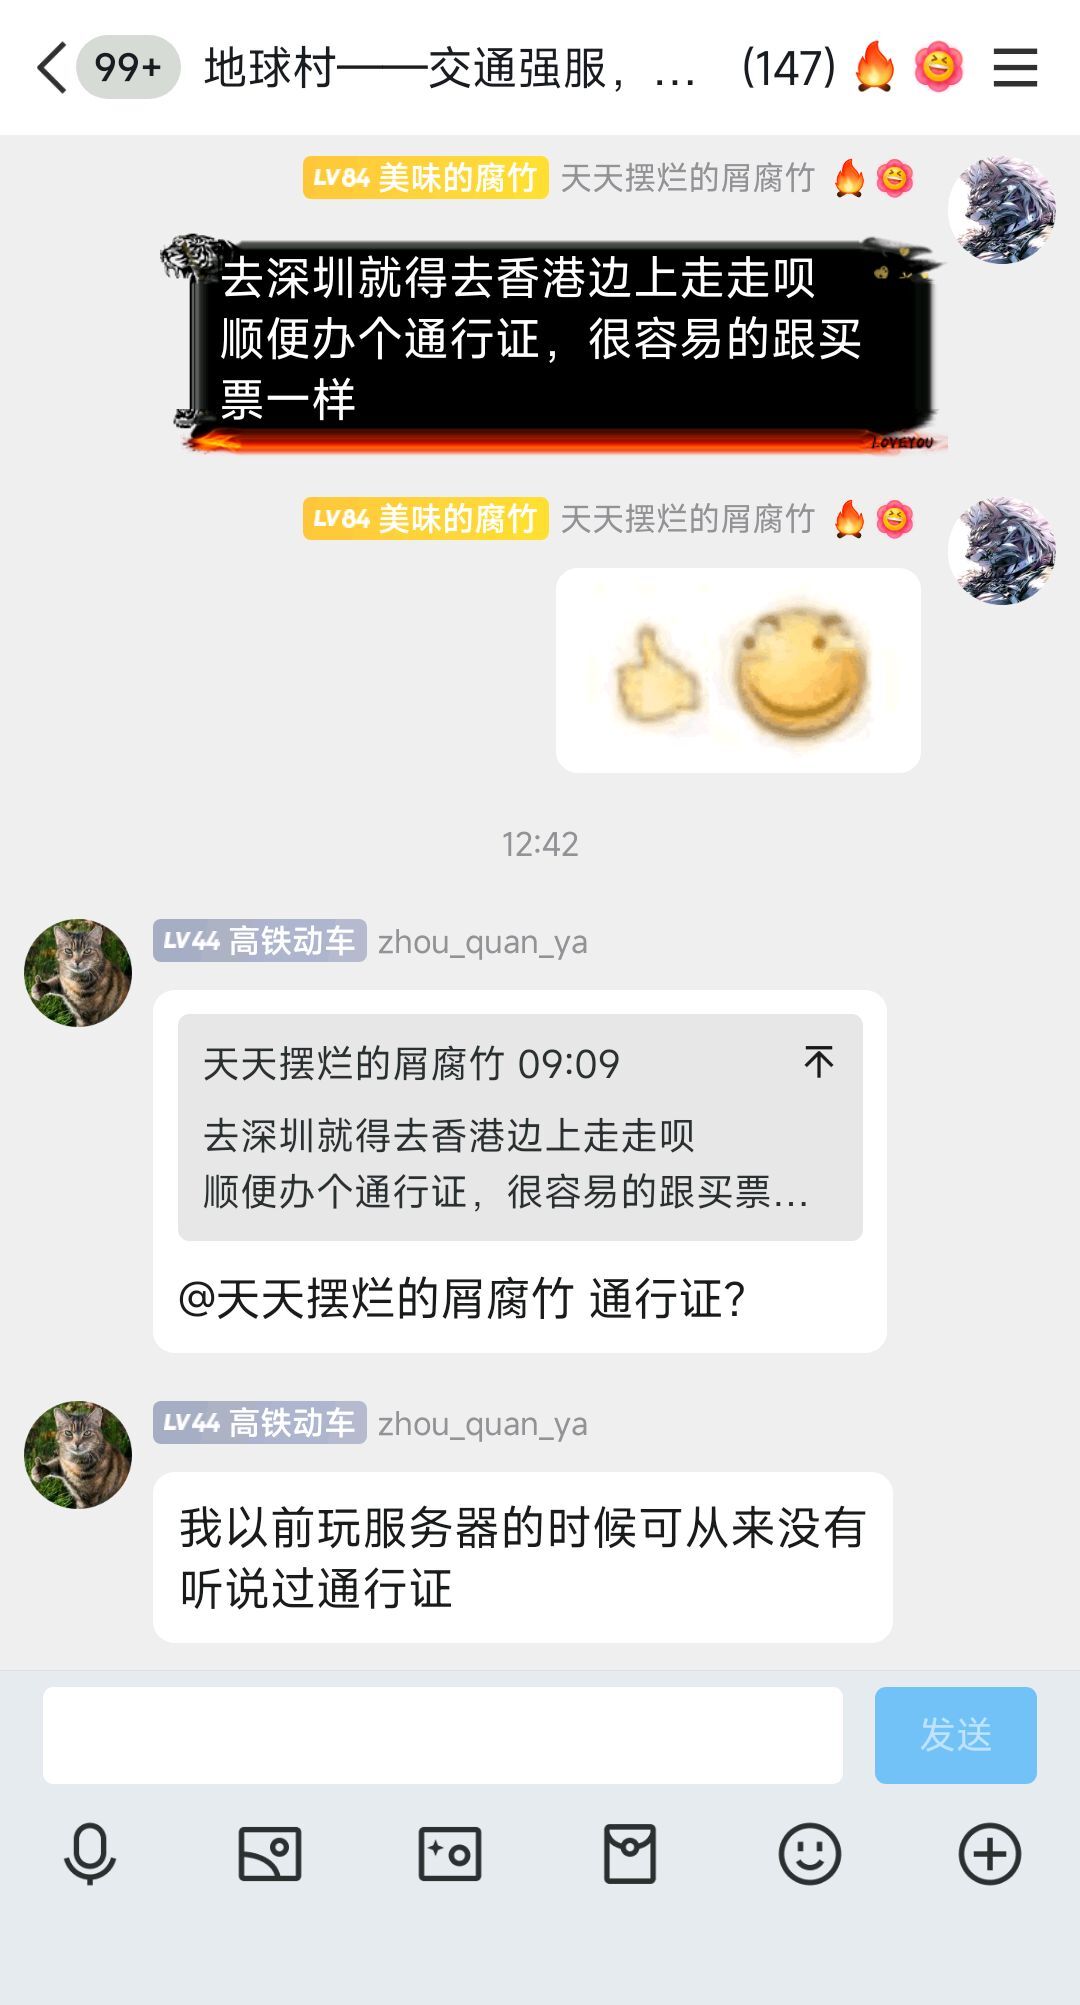 99+ 地球村——交通强服，... (147)
LV84 美味的腐竹 天天摆烂的屑腐竹
去深圳就得去香港边上走走呗
顺便办个通行证，很容易的跟买
票一样
LOVEYOU
LV84 美味的腐竹 天天摆烂的屑腐竹
12:42
LV44 高铁动车 zhou_quan_ya
天天摆烂的屑腐竹 09:09
去深圳就得去香港边上走走呗
顺便办个通行证，很容易的跟买票...
@天天摆烂的屑腐竹 通行证?
LV44 高铁动车 zhou_quan_ya
我以前玩服务器的时候可从来没有
听说过通行证
发送